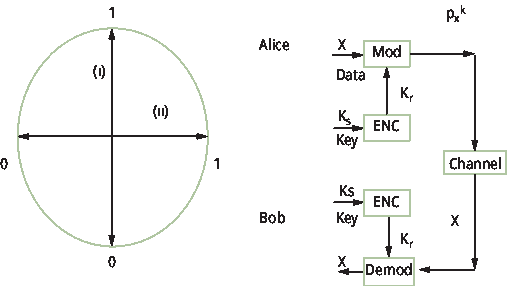 1
(I)
(II)
0
1
0
p_x^k
Alice
X
Mod
Data
K_r
K_s
ENC
Key
Channel
Ks
ENC
Key
Bob
X
K_r
X
Demod